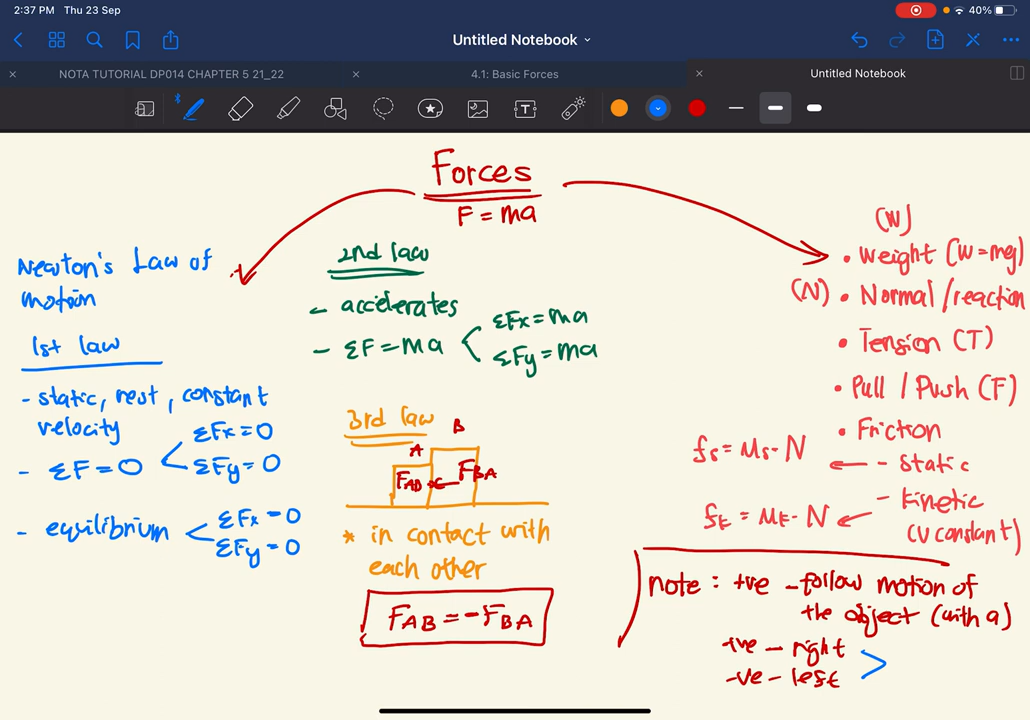 2:37 PM Thu 23 Sep
40%
Untitled Notebook
NOTA TUTORIAL DP014 CHAPTER 5 21_22
4.1: Basic Forces
Untitled Notebook
Forces
F = ma
Newton's Law of
motion
1st law
- static, rest, constant
velocity
- ΣF = 0 < ΣFx = 0
ΣFy = 0
- equilibrium < ΣFx = 0
ΣFy = 0
2nd law
- accelerates
- ΣF = ma < ΣFx = ma
ΣFy = ma
3rd law
A B
FAB FBA
* in contact with
each other
FAB = -FBA
(W)
• Weight (W = mg)
(N) • Normal / reaction
• Tension (T)
• Pull / Push (F)
• Friction
fs = μs · N ← - static
fk = μk · N ← - kinetic
(v constant)
note : +ve - follow motion of
the object (with a)
+ve - right
-ve - left